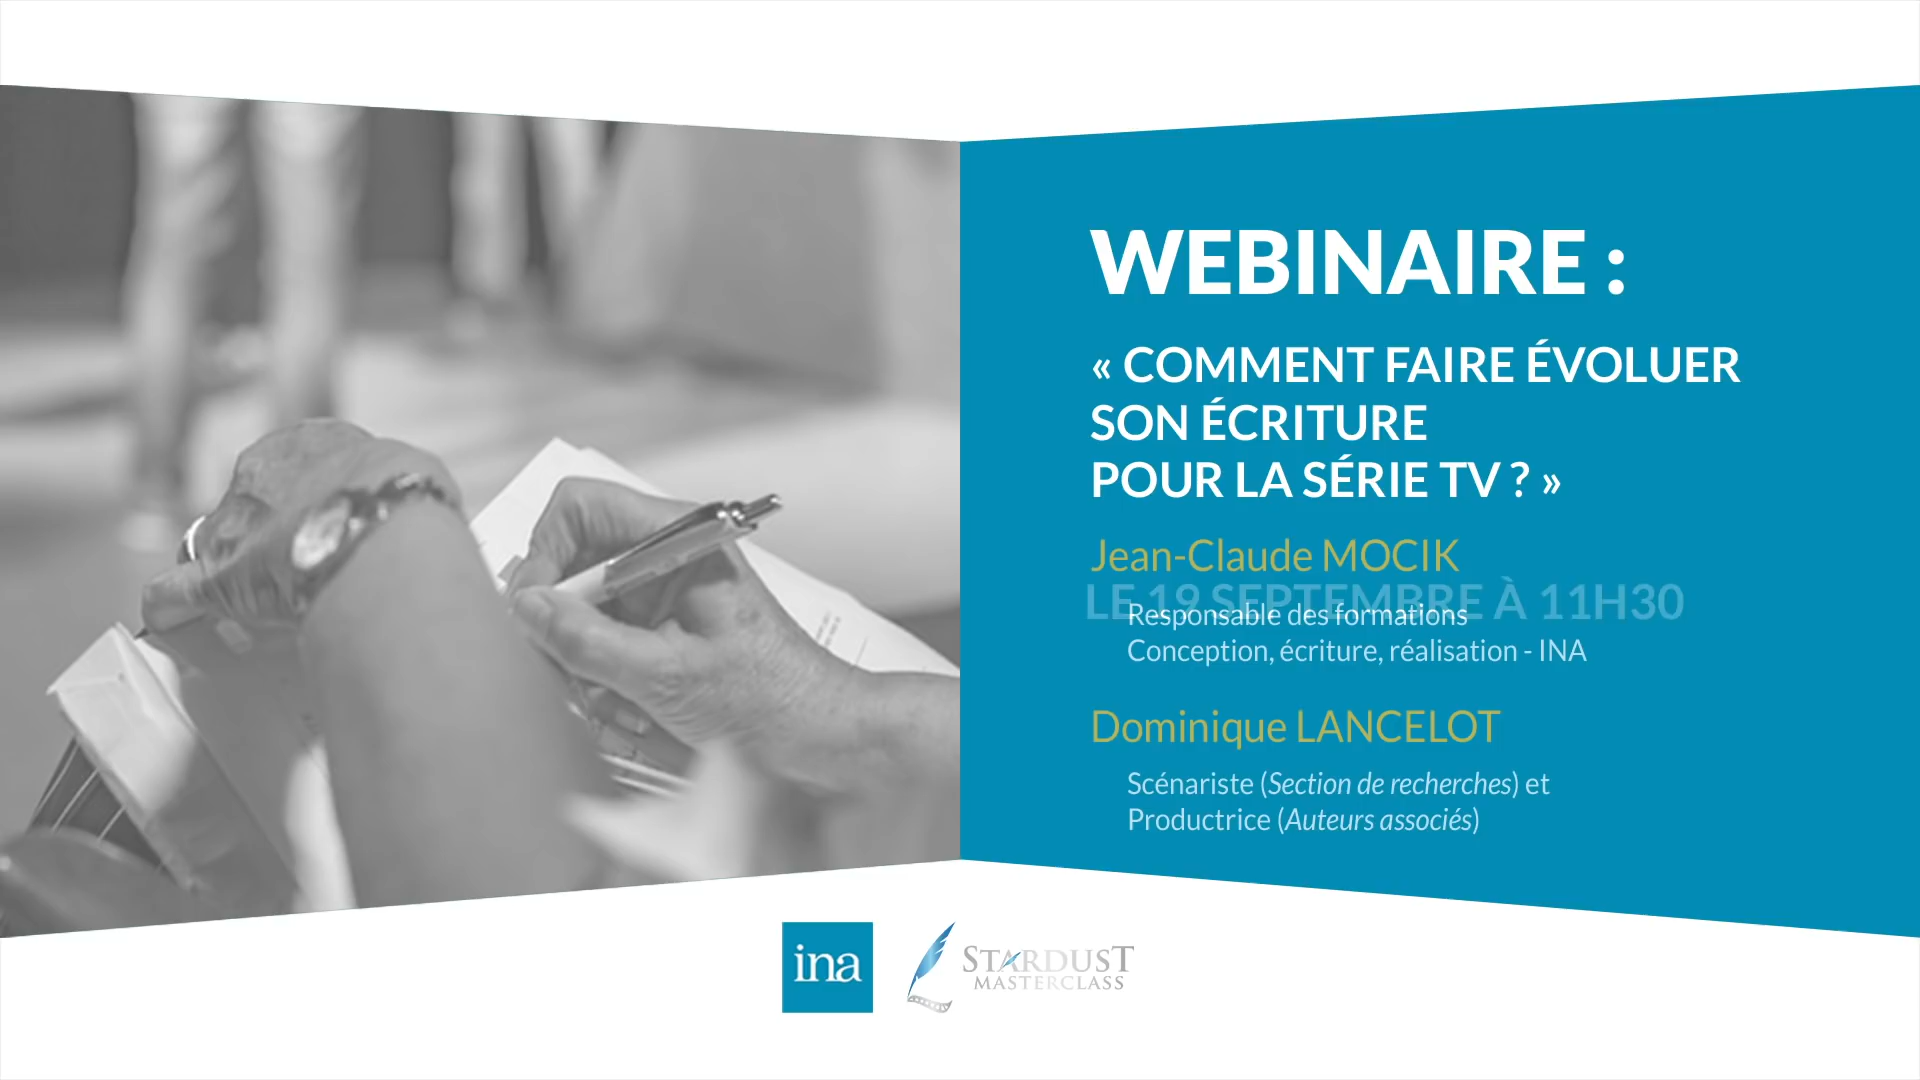 WEBINAIRE :
« COMMENT FAIRE ÉVOLUER
SON ÉCRITURE
POUR LA SÉRIE TV ? »
Jean-Claude MOCIK
LE 19 SEPTEMBRE À 11H30
Responsable des formations
Conception, écriture, réalisation - INA
Dominique LANCELOT
Scénariste (Section de recherches) et
Productrice (Auteurs associés)
ina
STARDUST
MASTERCLASS